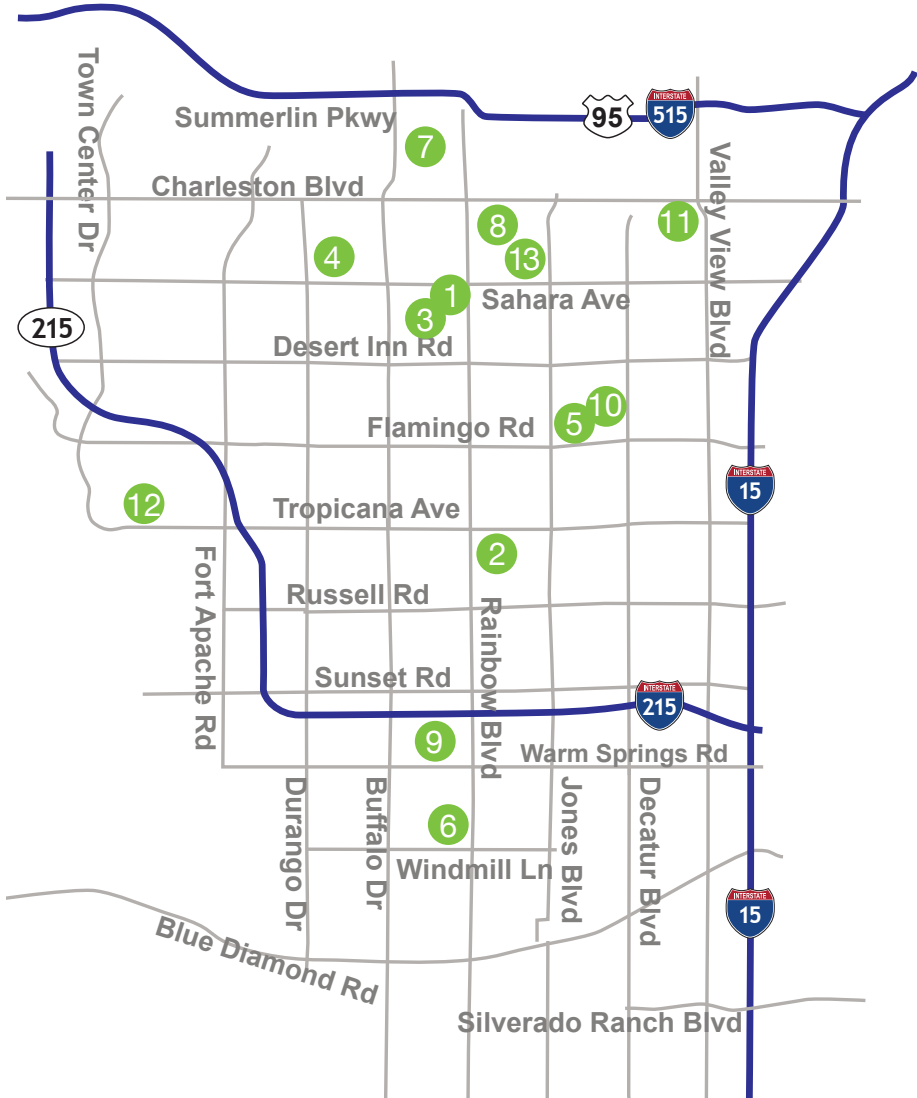 Town Center Dr
Summerlin Pkwy
95
INTERSTATE
515
7
Charleston Blvd
Valley View Blvd
8
11
4
13
1
Sahara Ave
3
215
Desert Inn Rd
10
5
Flamingo Rd
INTERSTATE
15
12
Tropicana Ave
2
Fort Apache Rd
Russell Rd
Rainbow Blvd
Sunset Rd
INTERSTATE
215
9
Warm Springs Rd
Durango Dr
Buffalo Dr
Jones Blvd
Decatur Blvd
6
Windmill Ln
INTERSTATE
15
Blue Diamond Rd
Silverado Ranch Blvd